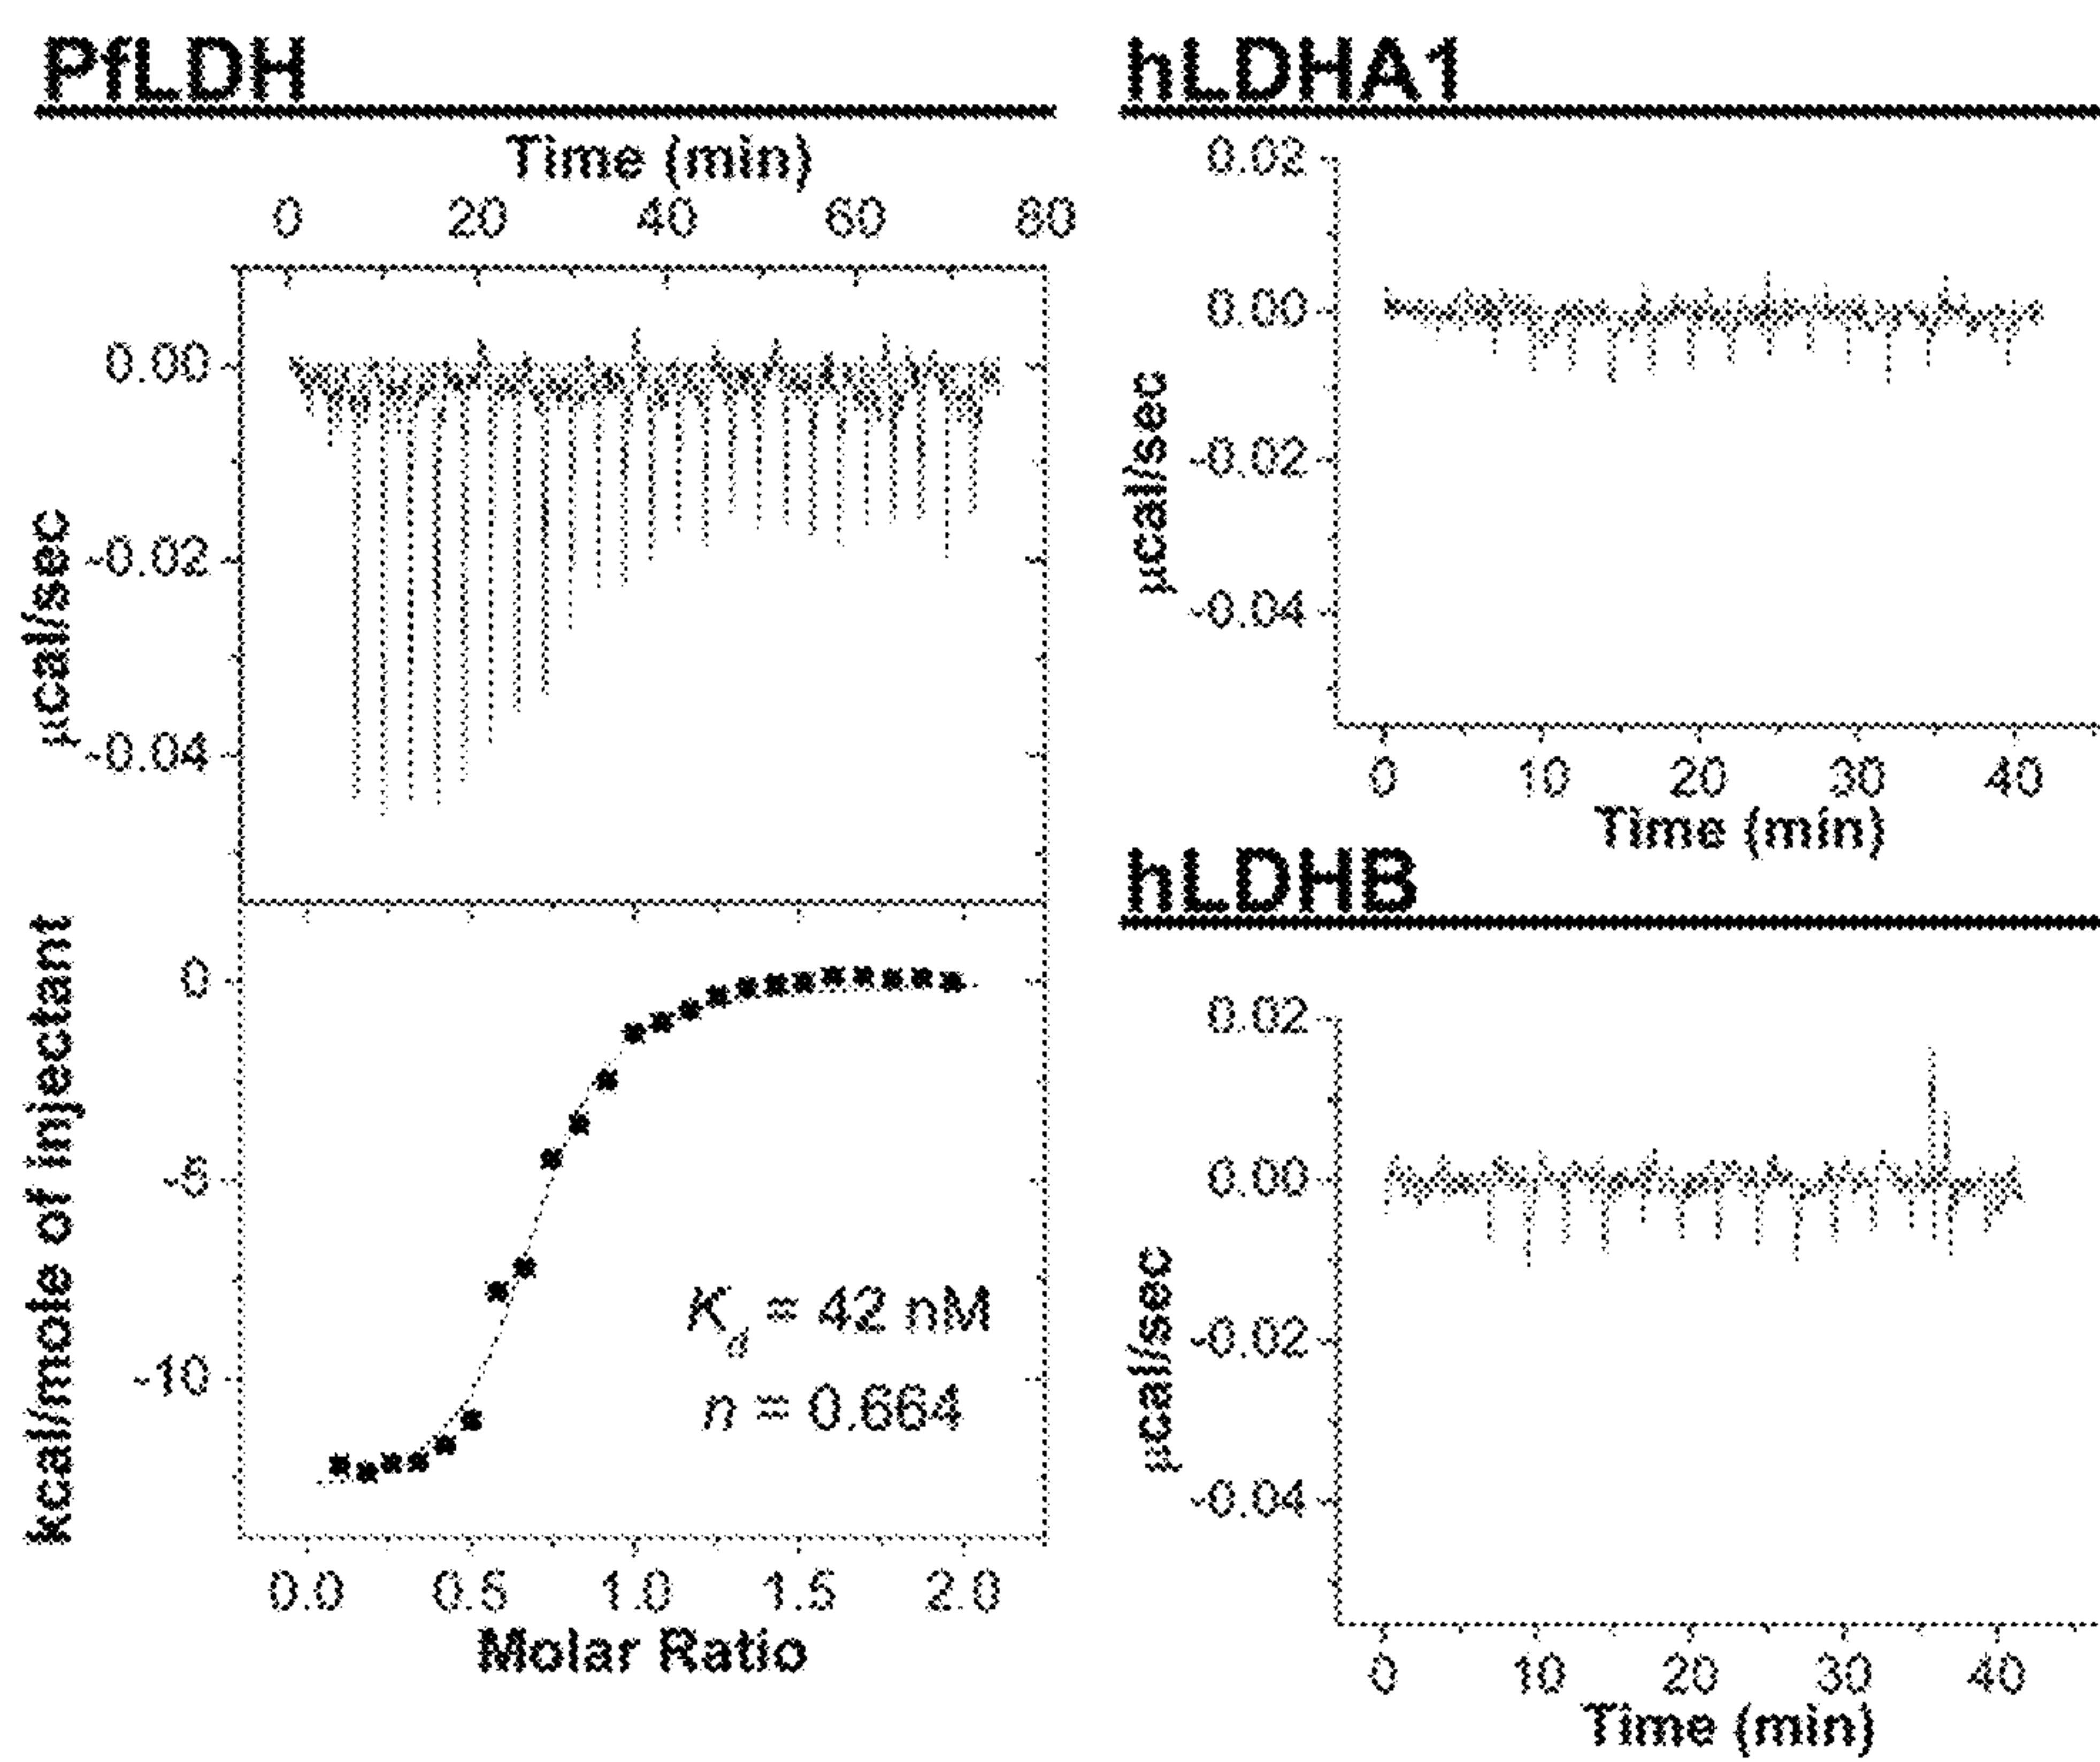 PfLDH
Time (min)
0 20 40 60 80
0.00
-0.02
-0.04
μcal/sec
0
-5
-10
kcal/mole of injectant
Kd = 42 nM
n = 0.664
0.0 0.5 1.0 1.5 2.0
Molar Ratio
hLDHA1
0.02
0.00
-0.02
-0.04
μcal/sec
0 10 20 30 40
Time (min)
hLDHB
0.02
0.00
-0.02
-0.04
μcal/sec
0 10 20 30 40
Time (min)